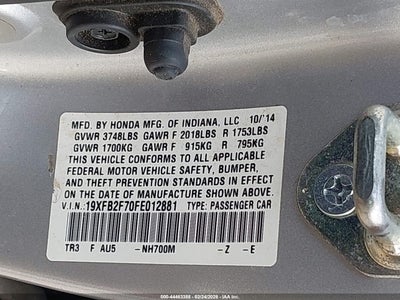 MFD. BY HONDA MFG. OF INDIANA, LLC 10/'14
GVWR 3748LBS GAWR F 2018LBS R 1753LBS
GVWR 1700KG GAWR F 915KG R 795KG
THIS VEHICLE CONFORMS TO ALL APPLICABLE
FEDERAL MOTOR VEHICLE SAFETY, BUMPER,
AND THEFT PREVENTION STANDARDS IN EFFECT
ON THE DATE OF MANUFACTURE SHOWN ABOVE.
V.I.N.: 19XFB2F70FE012881 TYPE: PASSENGER CAR
TR3 F AU5 -NH700M -Z -E
500-44463388 - 02/24/2026 - IAAI